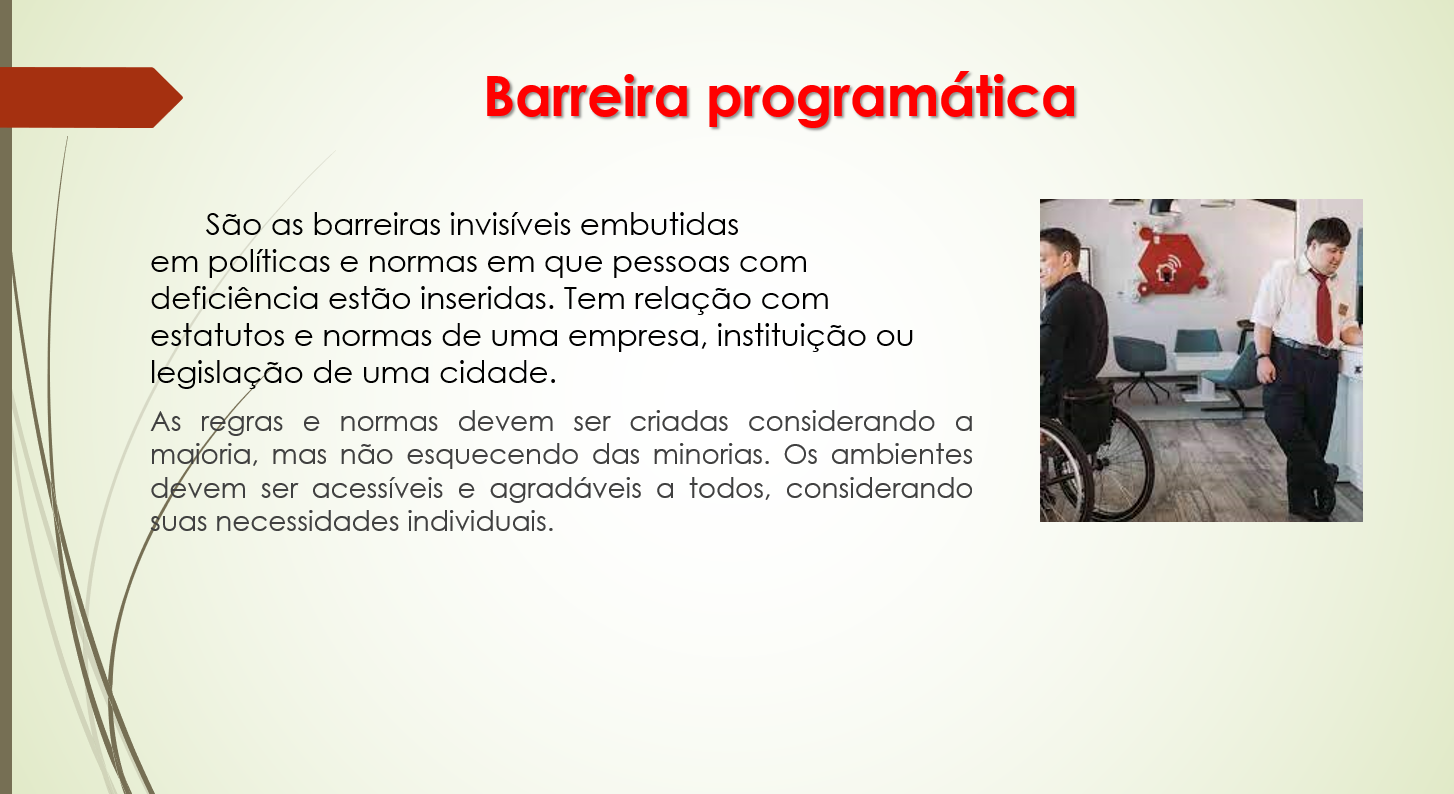 Barreira programática
São as barreiras invisíveis embutidas
em políticas e normas em que pessoas com
deficiência estão inseridas. Tem relação com
estatutos e normas de uma empresa, instituição ou
legislação de uma cidade.
As regras e normas devem ser criadas considerando a
maioria, mas não esquecendo das minorias. Os ambientes
devem ser acessíveis e agradáveis a todos, considerando
suas necessidades individuais.